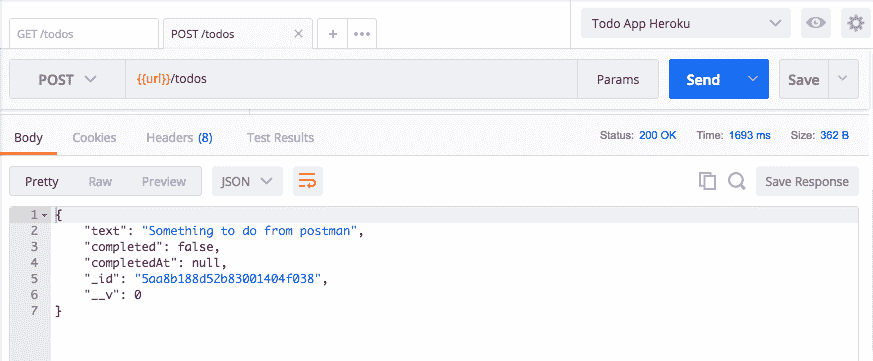 GET /todos
POST /todos
Todo App Heroku
POST
{{url}}/todos
Params
Send
Save
Body
Cookies
Headers (8)
Test Results
Status: 200 OK
Time: 1693 ms
Size: 362 B
Pretty
Raw
Preview
JSON
Save Response
1 {
2 "text": "Something to do from postman",
3 "completed": false,
4 "completedAt": null,
5 "_id": "5aa8b188d52b83001404f038",
6 "__v": 0
7 }